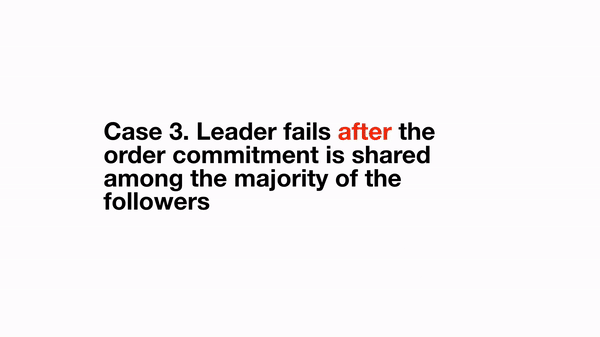 Case 3. Leader fails after the
order commitment is shared
among the majority of the
followers